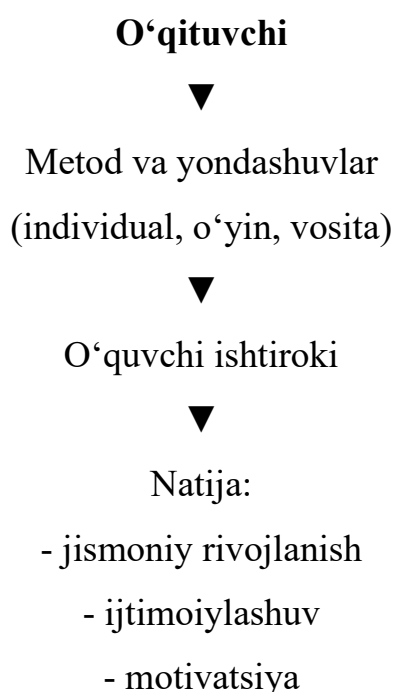 O‘qituvchi
▼
Metod va yondashuvlar
(individual, o‘yin, vosita)
▼
O‘quvchi ishtiroki
▼
Natija:
- jismoniy rivojlanish
- ijtimoiylashuv
- motivatsiya